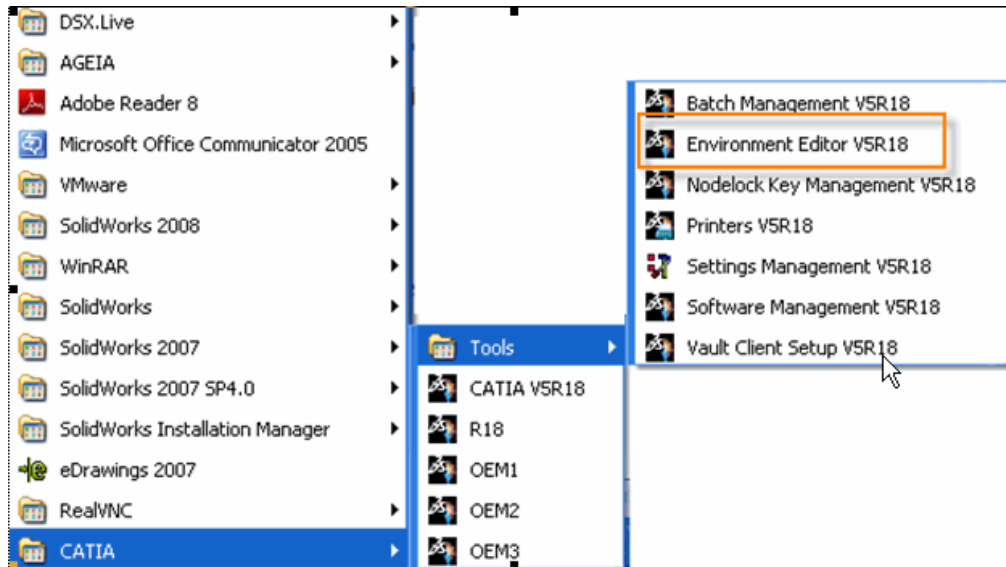 DSX.Live
AGEIA
Adobe Reader 8
Microsoft Office Communicator 2005
VMware
SolidWorks 2008
WinRAR
SolidWorks
SolidWorks 2007
SolidWorks 2007 SP4.0
SolidWorks Installation Manager
eDrawings 2007
RealVNC
CATIA
Tools
CATIA V5R18
R18
OEM1
OEM2
OEM3
Batch Management V5R18
Environment Editor V5R18
Nodelock Key Management V5R18
Printers V5R18
Settings Management V5R18
Software Management V5R18
Vault Client Setup V5R18